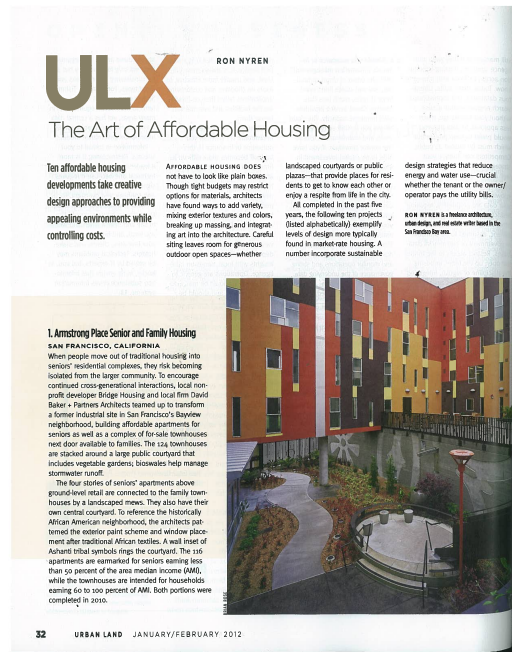 RON NYREN
ULX
The Art of Affordable Housing
Ten affordable housing
developments take creative
design approaches to providing
appealing environments while
controlling costs.
AFFORDABLE HOUSING DOES
not have to look like plain boxes.
Though tight budgets may restrict
options for materials, architects
have found ways to add variety,
mixing exterior textures and colors,
breaking up massing, and integrat-
ing art into the architecture. Careful
siting leaves room for generous
outdoor open spaces—whether
landscaped courtyards or public
plazas—that provide places for resi-
dents to get to know each other or
enjoy a respite from life in the city.
All completed in the past five
years, the following ten projects
(listed alphabetically) exemplify
levels of design more typically
found in market-rate housing. A
number incorporate sustainable
design strategies that reduce
energy and water use—crucial
whether the tenant or the owner/
operator pays the utility bills.
RON NYREN is a freelance architecture,
urban design, and real estate writer based in the
San Francisco Bay area.
1. Armstrong Place Senior and Family Housing
SAN FRANCISCO, CALIFORNIA
When people move out of traditional housing into
seniors' residential complexes, they risk becoming
isolated from the larger community. To encourage
continued cross-generational interactions, local non-
profit developer Bridge Housing and local firm David
Baker + Partners Architects teamed up to transform
a former industrial site in San Francisco's Bayview
neighborhood, building affordable apartments for
seniors as well as a complex of for-sale townhouses
next door available to families. The 124 townhouses
are stacked around a large public courtyard that
includes vegetable gardens; bioswales help manage
stormwater runoff.
The four stories of seniors' apartments above
ground-level retail are connected to the family town-
houses by a landscaped mews. They also have their
own central courtyard. To reference the historically
African American neighborhood, the architects pat-
terned the exterior paint scheme and window place-
ment after traditional African textiles. A wall inset of
Ashanti tribal symbols rings the courtyard. The 116
apartments are earmarked for seniors earning less
than 50 percent of the area median income (AMI),
while the townhouses are intended for households
earning 60 to 100 percent of AMI. Both portions were
completed in 2010.
32 URBAN LAND JANUARY/FEBRUARY 2012